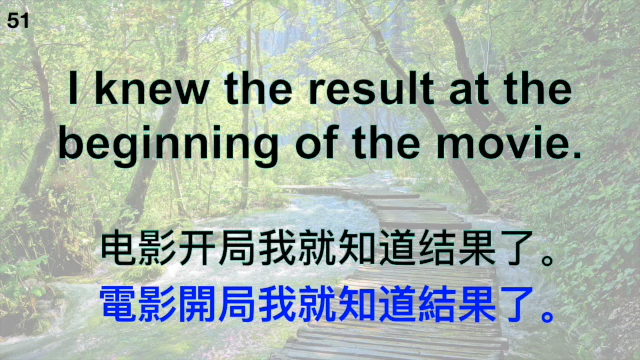 51
I knew the result at the
beginning of the movie.
电影开局我就知道结果了。
電影開局我就知道結果了。